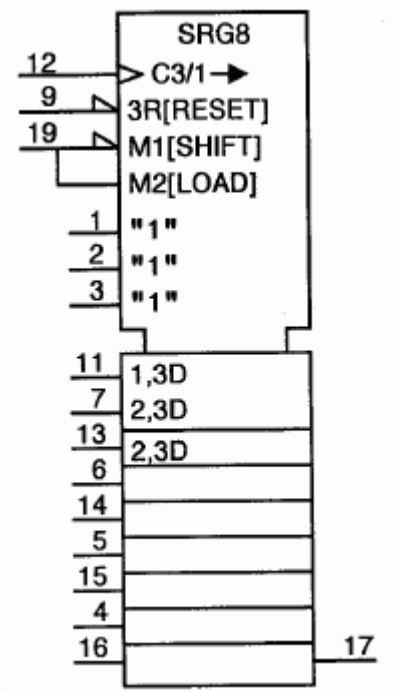 SRG8
12 C3/1→
9 3R[RESET]
19 M1[SHIFT]
M2[LOAD]
1 "1"
2 "1"
3 "1"
11 1,3D
7 2,3D
13 2,3D
6
14
5
15
4
16 17